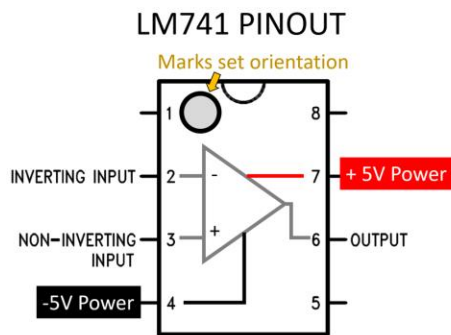 LM741 PINOUT
Marks set orientation
1
8
INVERTING INPUT
2
-
7
+ 5V Power
NON-INVERTING
INPUT
3
+
6
OUTPUT
-5V Power
4
5